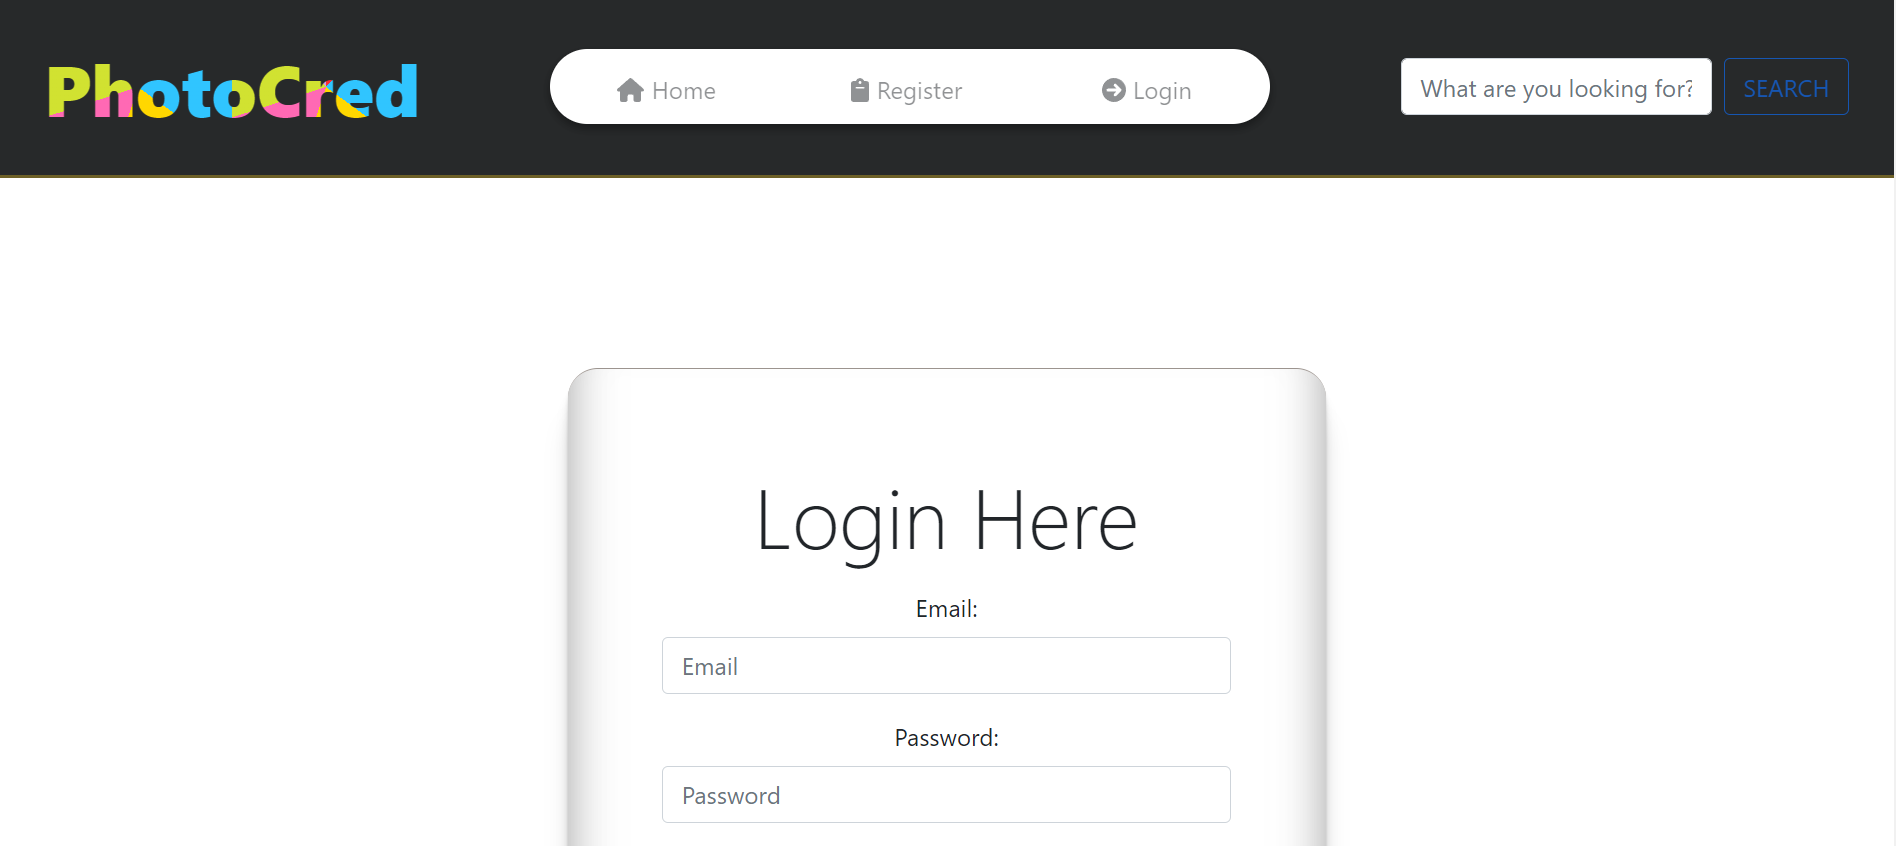 PhotoCred
Home
Register
Login
What are you looking for?
SEARCH
Login Here
Email:
Email
Password:
Password